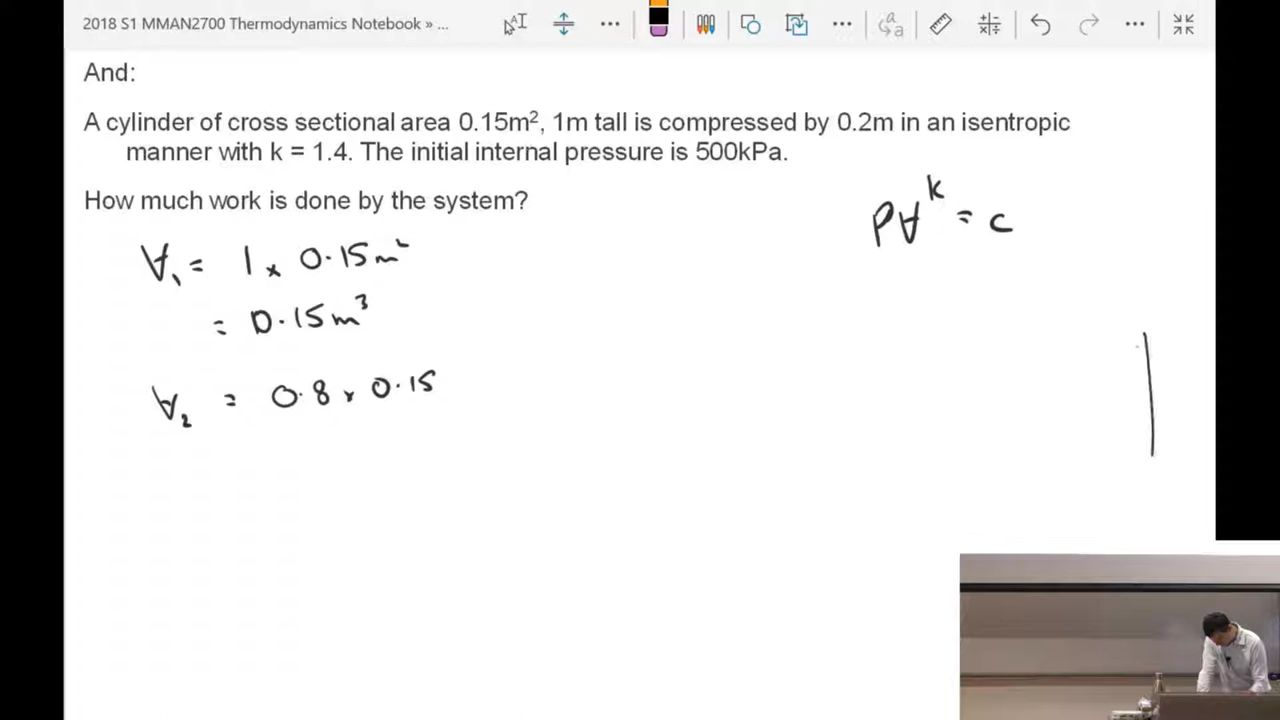 2018 S1 MMAN2700 Thermodynamics Notebook » ...
And:
A cylinder of cross sectional area 0.15m², 1m tall is compressed by 0.2m in an isentropic
manner with k = 1.4. The initial internal pressure is 500kPa.
How much work is done by the system?
P∀ᵏ = c
∀₁ = 1 × 0.15m²
= 0.15m³
∀₂ = 0.8 × 0.15